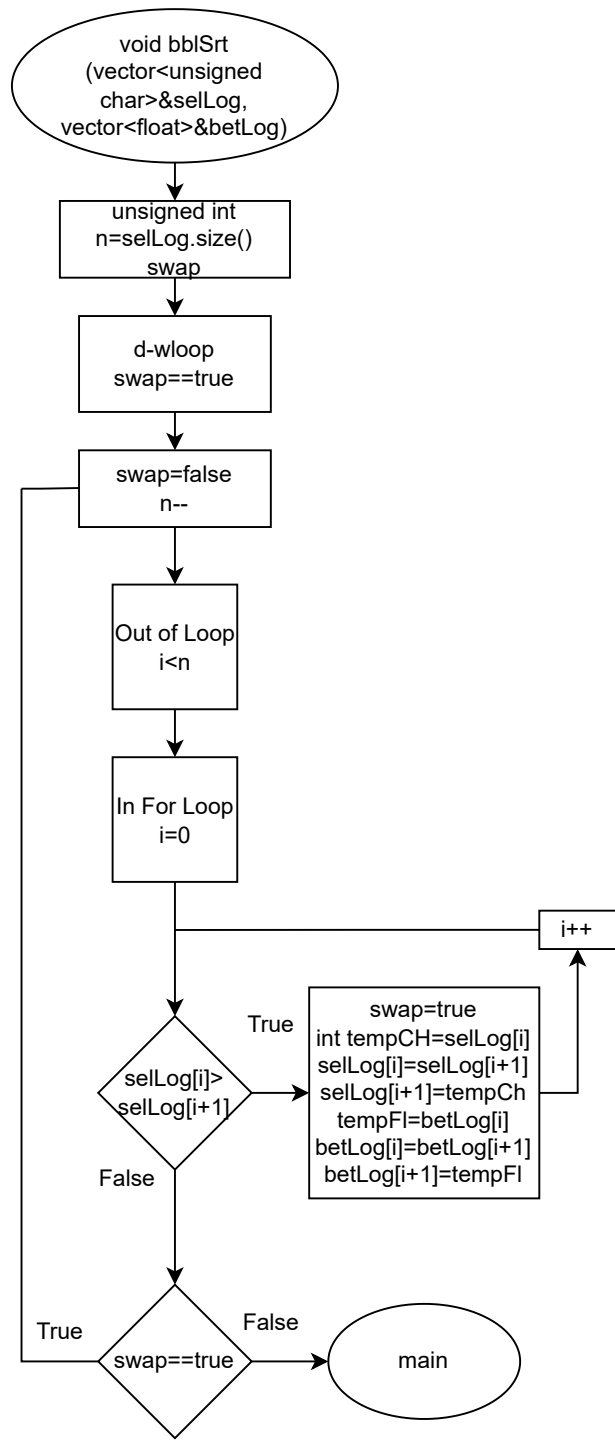 void bblSrt
(vector<unsigned
char>&selLog,
vector<float>&betLog)
unsigned int
n=selLog.size()
swap
d-wloop
swap==true
swap=false
n--
Out of Loop
i<n
In For Loop
i=0
i++
selLog[i]>
selLog[i+1]
True
swap=true
int tempCH=selLog[i]
selLog[i]=selLog[i+1]
selLog[i+1]=tempCh
tempFl=betLog[i]
betLog[i]=betLog[i+1]
betLog[i+1]=tempFl
False
swap==true
True
False
main